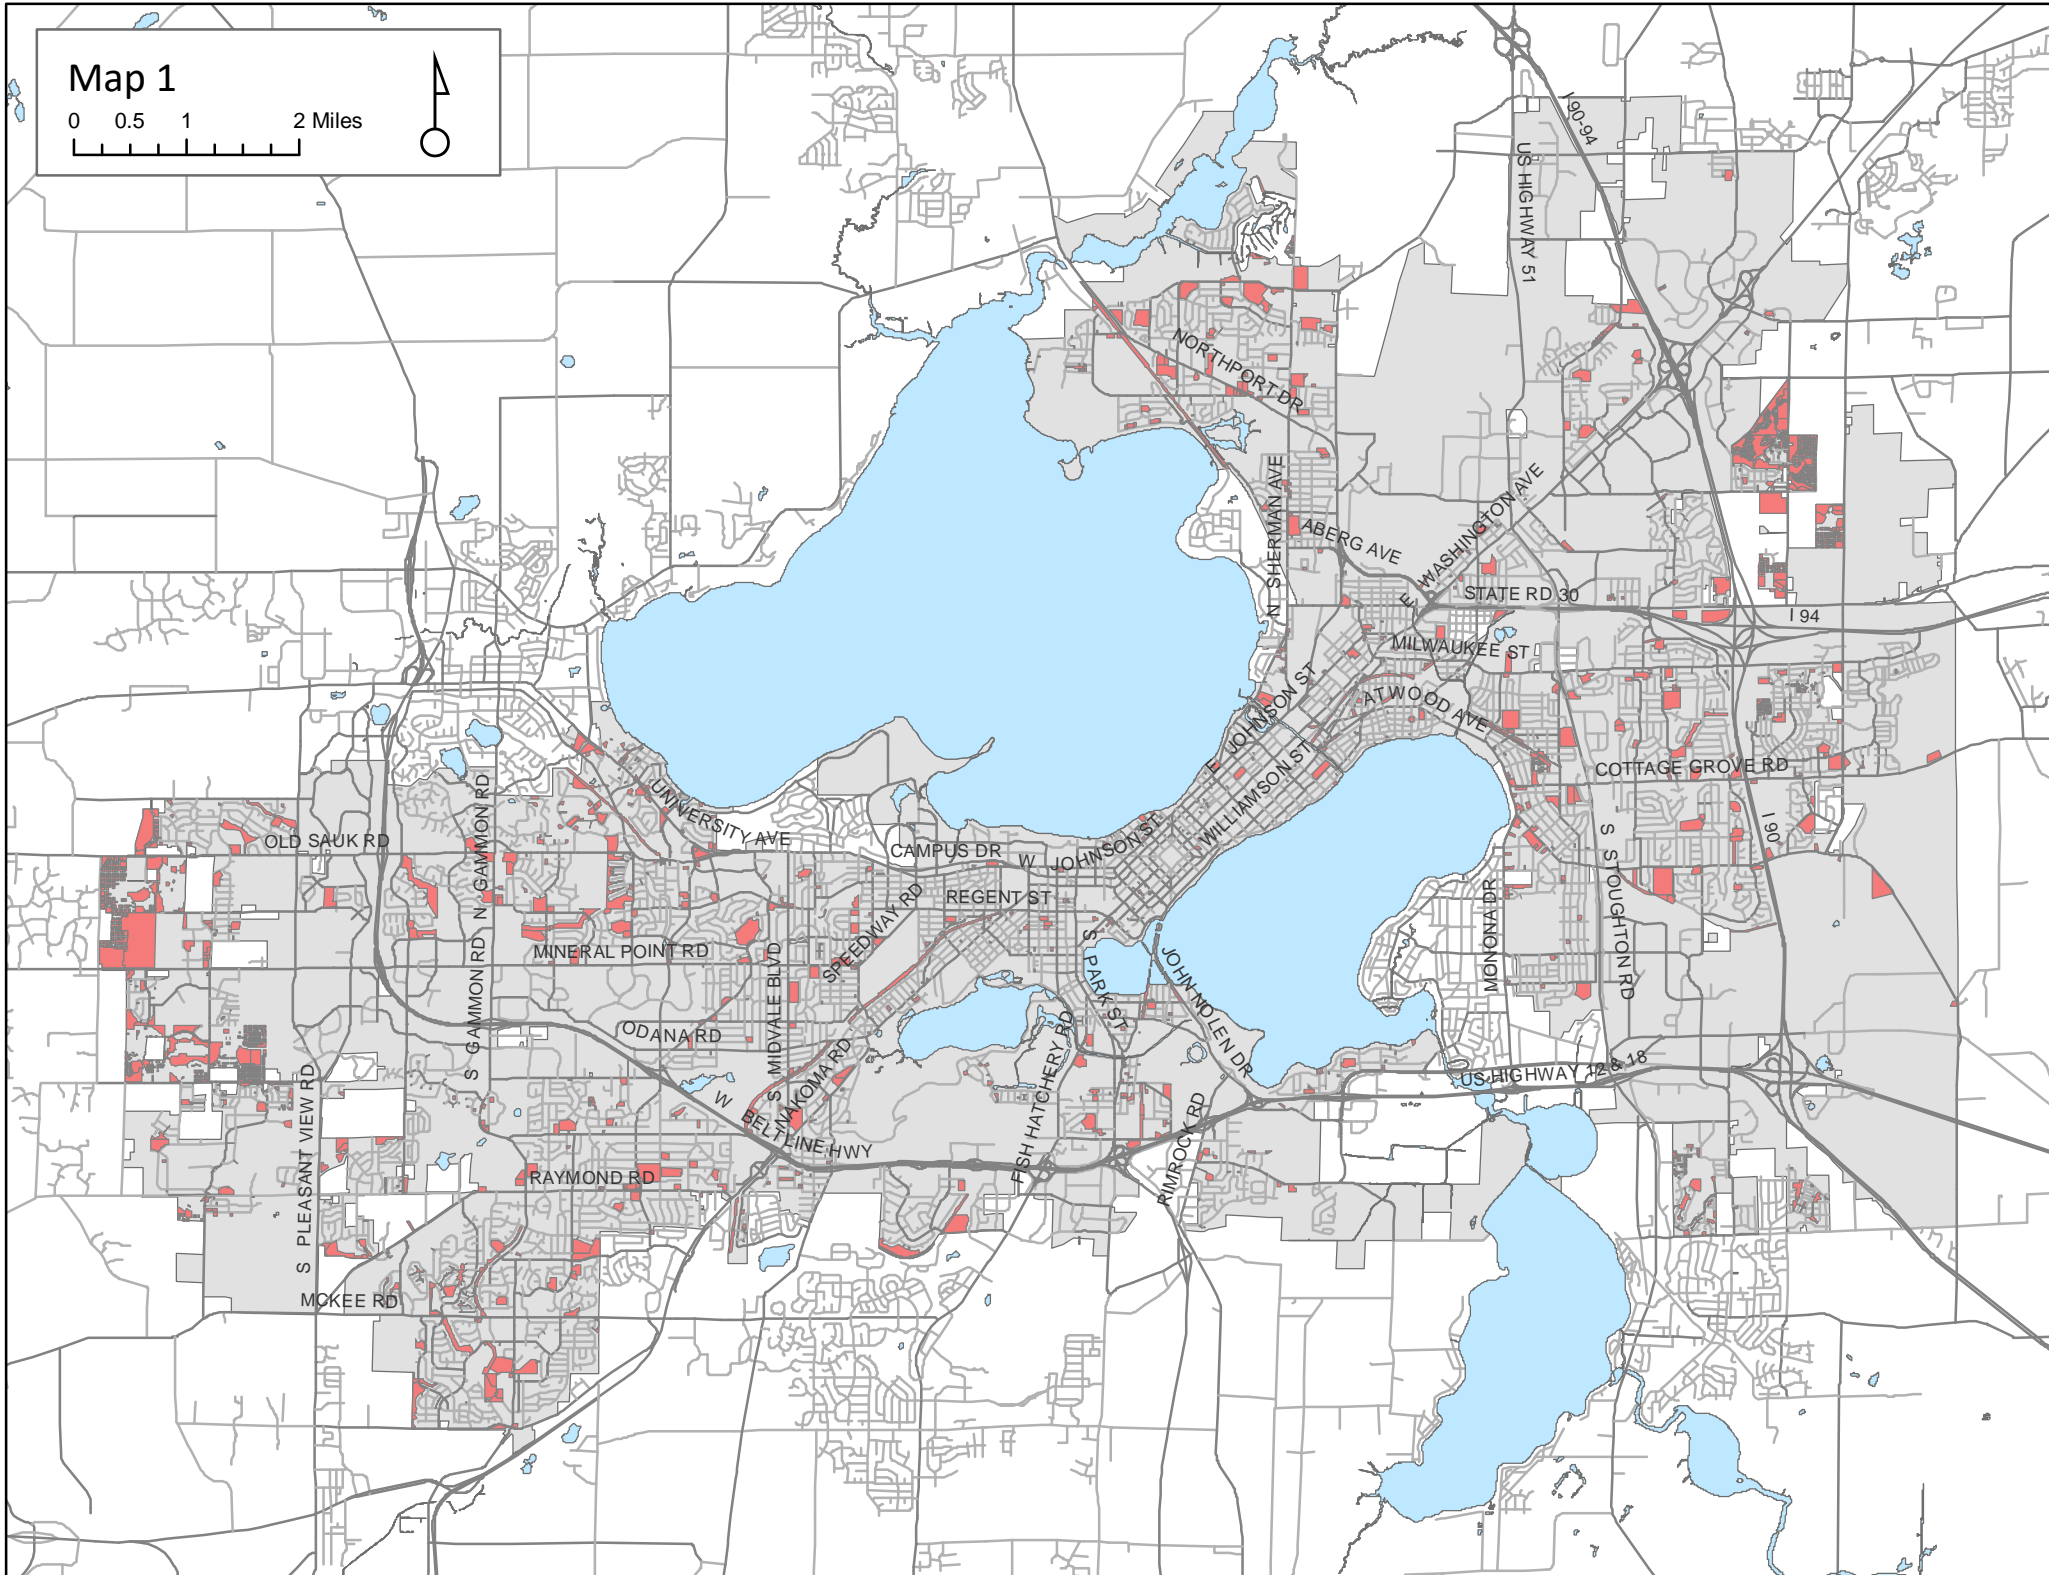 Map 1
0 0.5 1 2 Miles
I 90-94
US HIGHWAY 51
NORTHPORT DR
N SHERMAN AVE
ABERG AVE
E WASHINGTON AVE
STATE RD 30
I 94
MILWAUKEE ST
ATWOOD AVE
E JOHNSON ST
WILLIAMSON ST
COTTAGE GROVE RD
I 90
S STOUGHTON RD
MONONA DR
UNIVERSITY AVE
CAMPUS DR
W JOHNSON ST
REGENT ST
SPEEDWAY RD
OLD SAUK RD
N GAMMON RD
S GAMMON RD
MINERAL POINT RD
S MIDVALE BLVD
ODANA RD
NAKOMA RD
S PARK ST
JOHN NOLEN DR
FISH HATCHERY RD
RIMROCK RD
US HIGHWAY 12 & 18
W BELTLINE HWY
RAYMOND RD
S PLEASANT VIEW RD
MCKEE RD